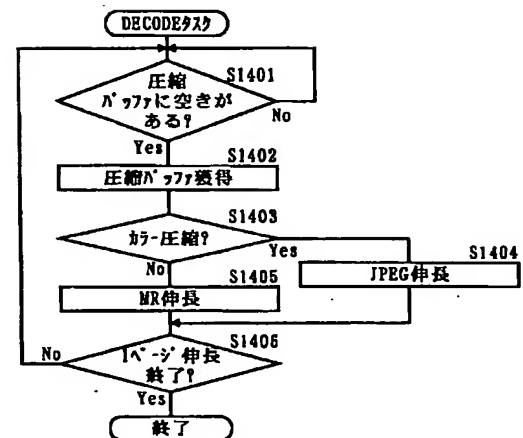 DECODEタスク
圧縮
バッファに空きが
ある?
S1401
No
Yes
S1402
圧縮バッファ獲得
S1403
カラー圧縮?
Yes
No
S1404
JPEG伸長
S1405
MR伸長
S1406
1ページ伸長
終了?
No
Yes
終了